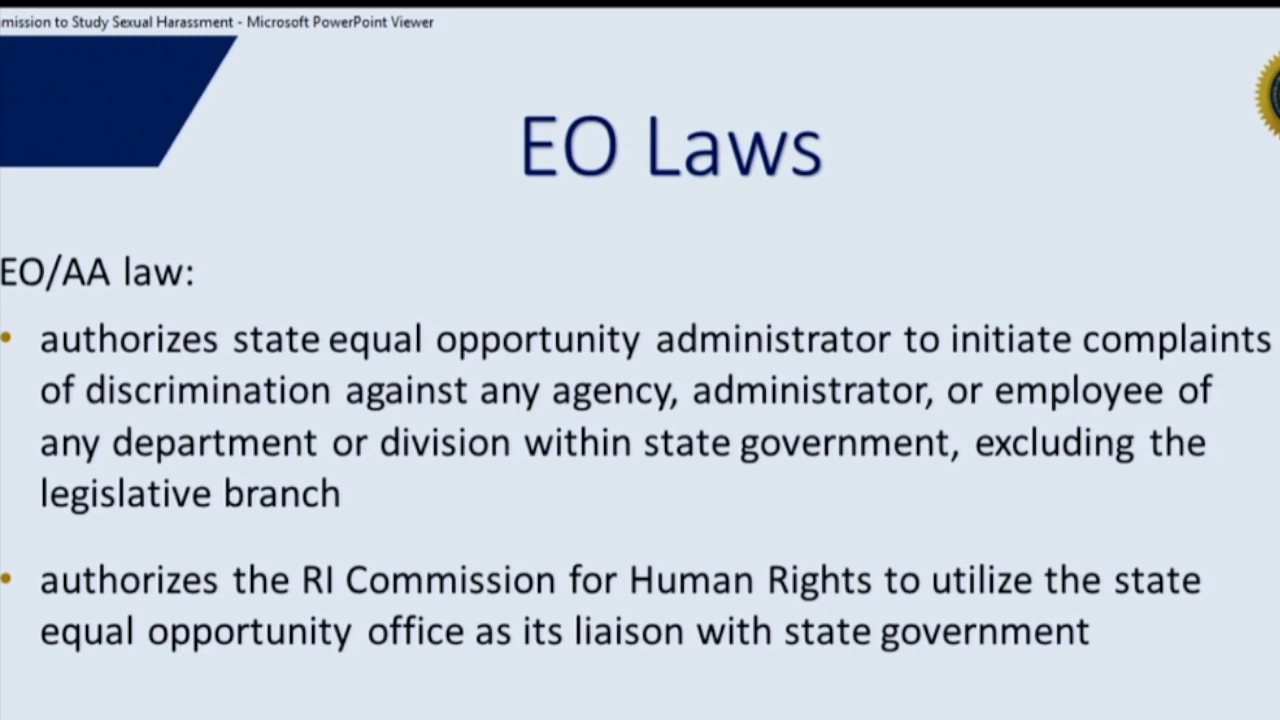 mission to Study Sexual Harassment - Microsoft PowerPoint Viewer
EO Laws
EO/AA law:
• authorizes state equal opportunity administrator to initiate complaints
of discrimination against any agency, administrator, or employee of
any department or division within state government, excluding the
legislative branch
• authorizes the RI Commission for Human Rights to utilize the state
equal opportunity office as its liaison with state government